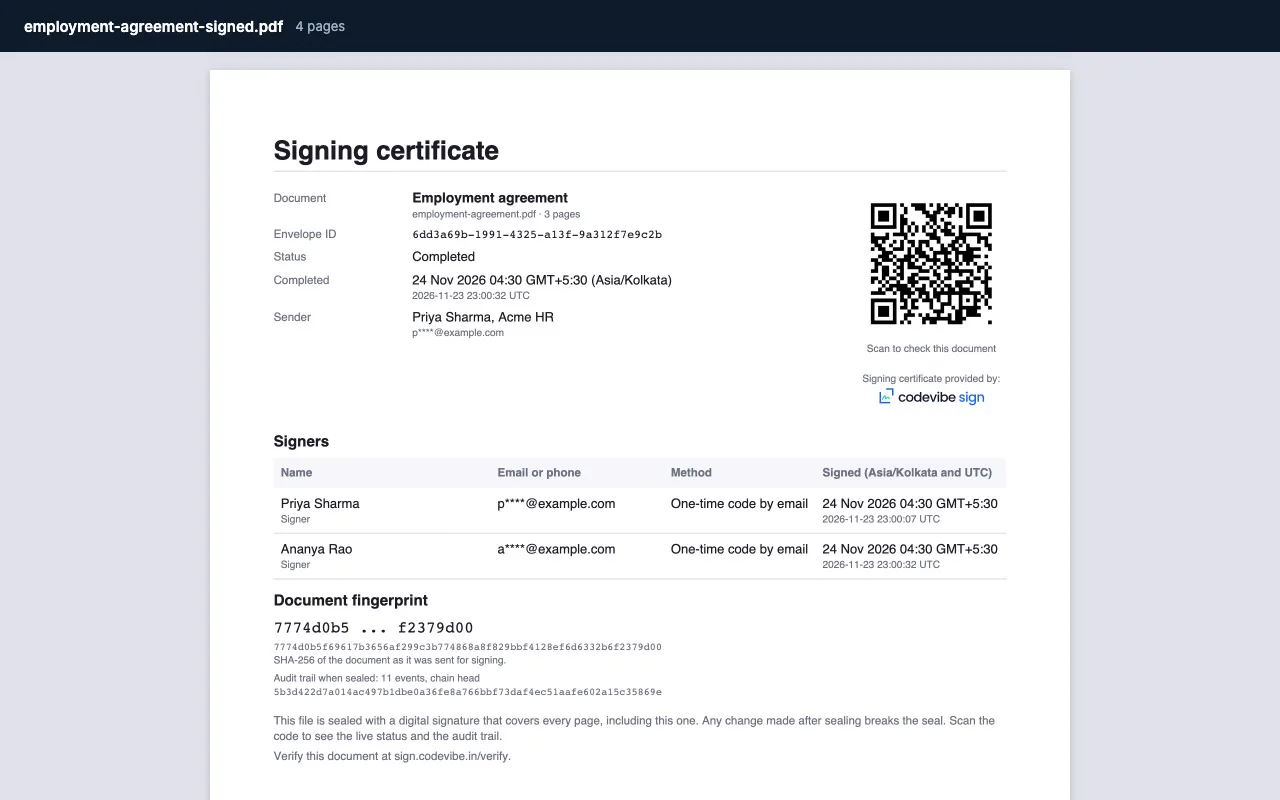 employment-agreement-signed.pdf 4 pages
Signing certificate
Document Employment agreement
employment-agreement.pdf · 3 pages
Envelope ID 6dd3a69b-1991-4325-a13f-9a312f7e9c2b
Status Completed
Completed 24 Nov 2026 04:30 GMT+5:30 (Asia/Kolkata)
2026-11-23 23:00:32 UTC
Sender Priya Sharma, Acme HR
p****@example.com
Scan to check this document
Signing certificate provided by:
codevibe sign
Signers
Name Email or phone Method Signed (Asia/Kolkata and UTC)
Priya Sharma p****@example.com One-time code by email 24 Nov 2026 04:30 GMT+5:30
Signer 2026-11-23 23:00:07 UTC
Ananya Rao a****@example.com One-time code by email 24 Nov 2026 04:30 GMT+5:30
Signer 2026-11-23 23:00:32 UTC
Document fingerprint
7774d0b5 ... f2379d00
7774d0b5f69617b3656af299c3b774868a8f829bbf4128ef6d6332b6f2379d00
SHA-256 of the document as it was sent for signing.
Audit trail when sealed: 11 events, chain head
5b3d422d7a014ac497b1dbe0a36fe8a766bbf73daf4ec51aafe602a15c35869e
This file is sealed with a digital signature that covers every page, including this one. Any change made after sealing breaks the seal. Scan the
code to see the live status and the audit trail.
Verify this document at sign.codevibe.in/verify.